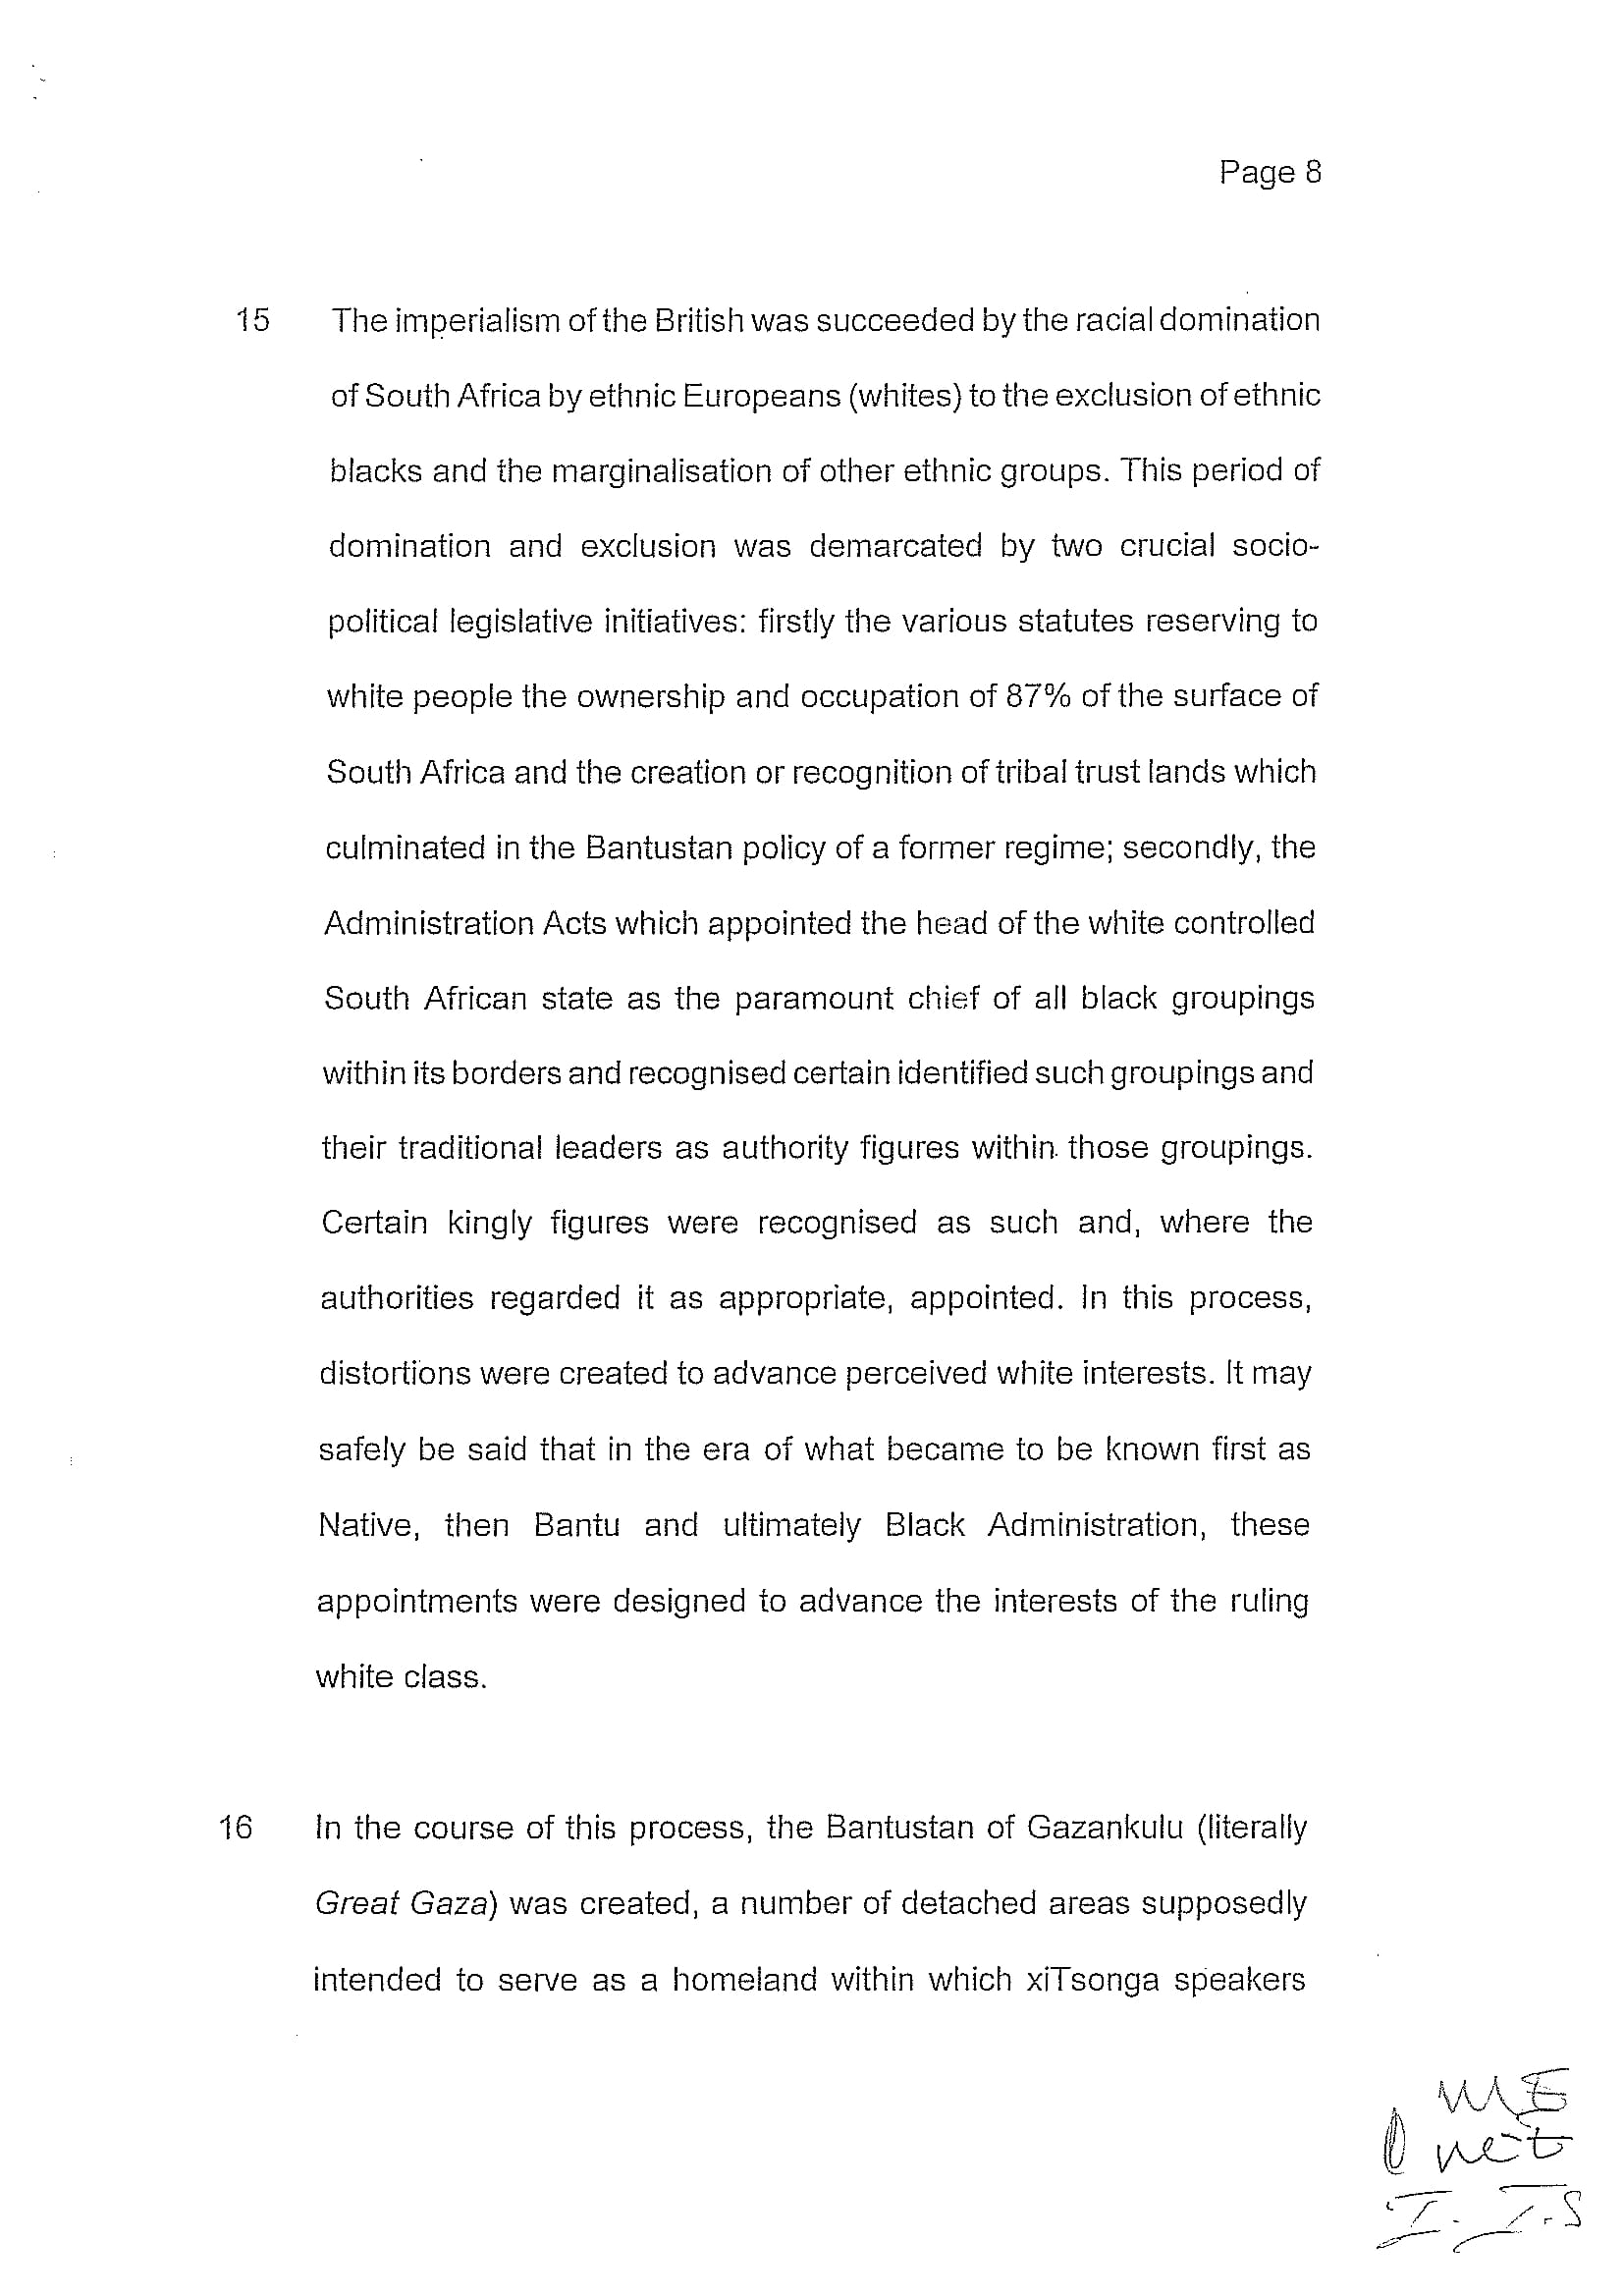 Page 8
15 The imperialism of the British was succeeded by the racial domination
of South Africa by ethnic Europeans (whites) to the exclusion of ethnic
blacks and the marginalisation of other ethnic groups. This period of
domination and exclusion was demarcated by two crucial socio-
political legislative initiatives: firstly the various statutes reserving to
white people the ownership and occupation of 87% of the surface of
South Africa and the creation or recognition of tribal trust lands which
culminated in the Bantustan policy of a former regime; secondly, the
Administration Acts which appointed the head of the white controlled
South African state as the paramount chief of all black groupings
within its borders and recognised certain identified such groupings and
their traditional leaders as authority figures within those groupings.
Certain kingly figures were recognised as such and, where the
authorities regarded it as appropriate, appointed. In this process,
distortions were created to advance perceived white interests. It may
safely be said that in the era of what became to be known first as
Native, then Bantu and ultimately Black Administration, these
appointments were designed to advance the interests of the ruling
white class.
16 In the course of this process, the Bantustan of Gazankulu (literally
Great Gaza) was created, a number of detached areas supposedly
intended to serve as a homeland within which xiTsonga speakers
ME